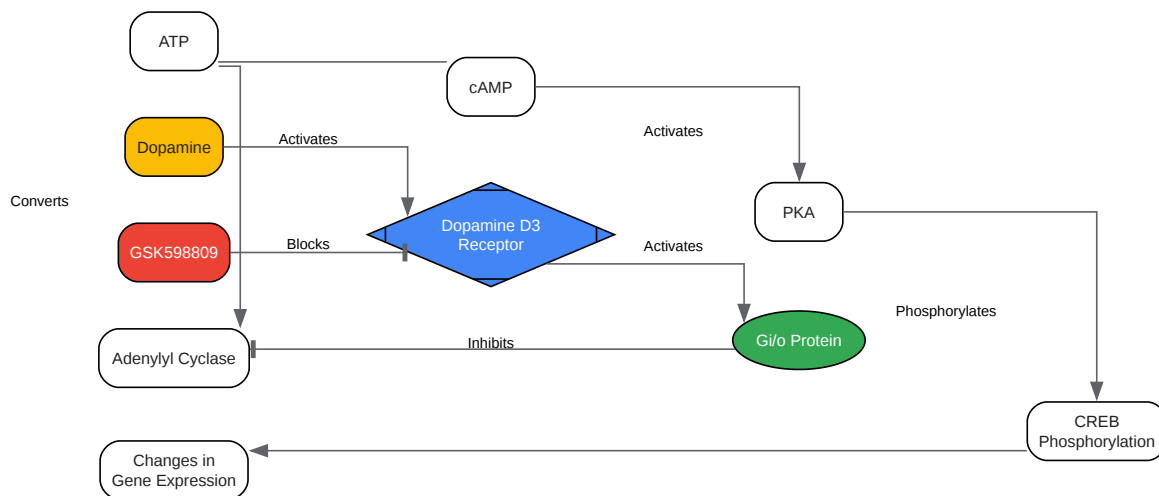 ATP
cAMP
Activates
Dopamine
Activates
Converts
PKA
Dopamine D3
Receptor
GSK598809
Blocks
Activates
Phosphorylates
Gi/o Protein
Inhibits
Adenylyl Cyclase
CREB
Phosphorylation
Changes in
Gene Expression